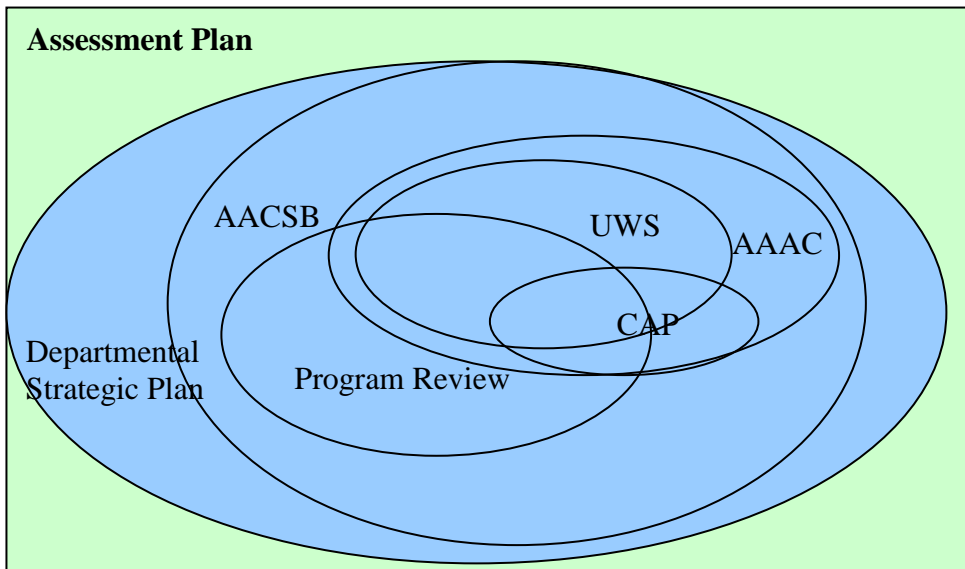 Assessment Plan
AACSB
UWS
AAAC
CAP
Departmental
Strategic Plan
Program Review